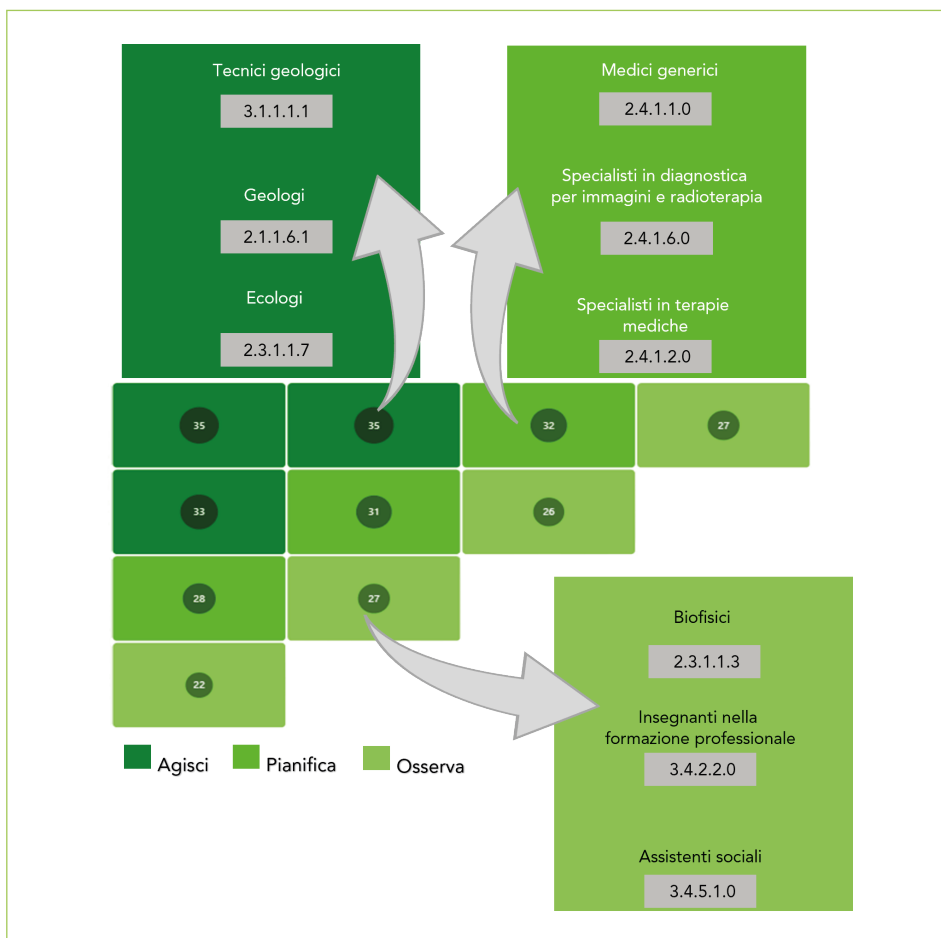 Tecnici geologici
3.1.1.1.1
Geologi
2.1.1.6.1
Ecologi
2.3.1.1.7
Medici generici
2.4.1.1.0
Specialisti in diagnostica
per immagini e radioterapia
2.4.1.6.0
Specialisti in terapie
mediche
2.4.1.2.0
35
35
32
27
33
31
26
28
27
22
Agisci
Pianifica
Osserva
Biofisici
2.3.1.1.3
Insegnanti nella
formazione professionale
3.4.2.2.0
Assistenti sociali
3.4.5.1.0